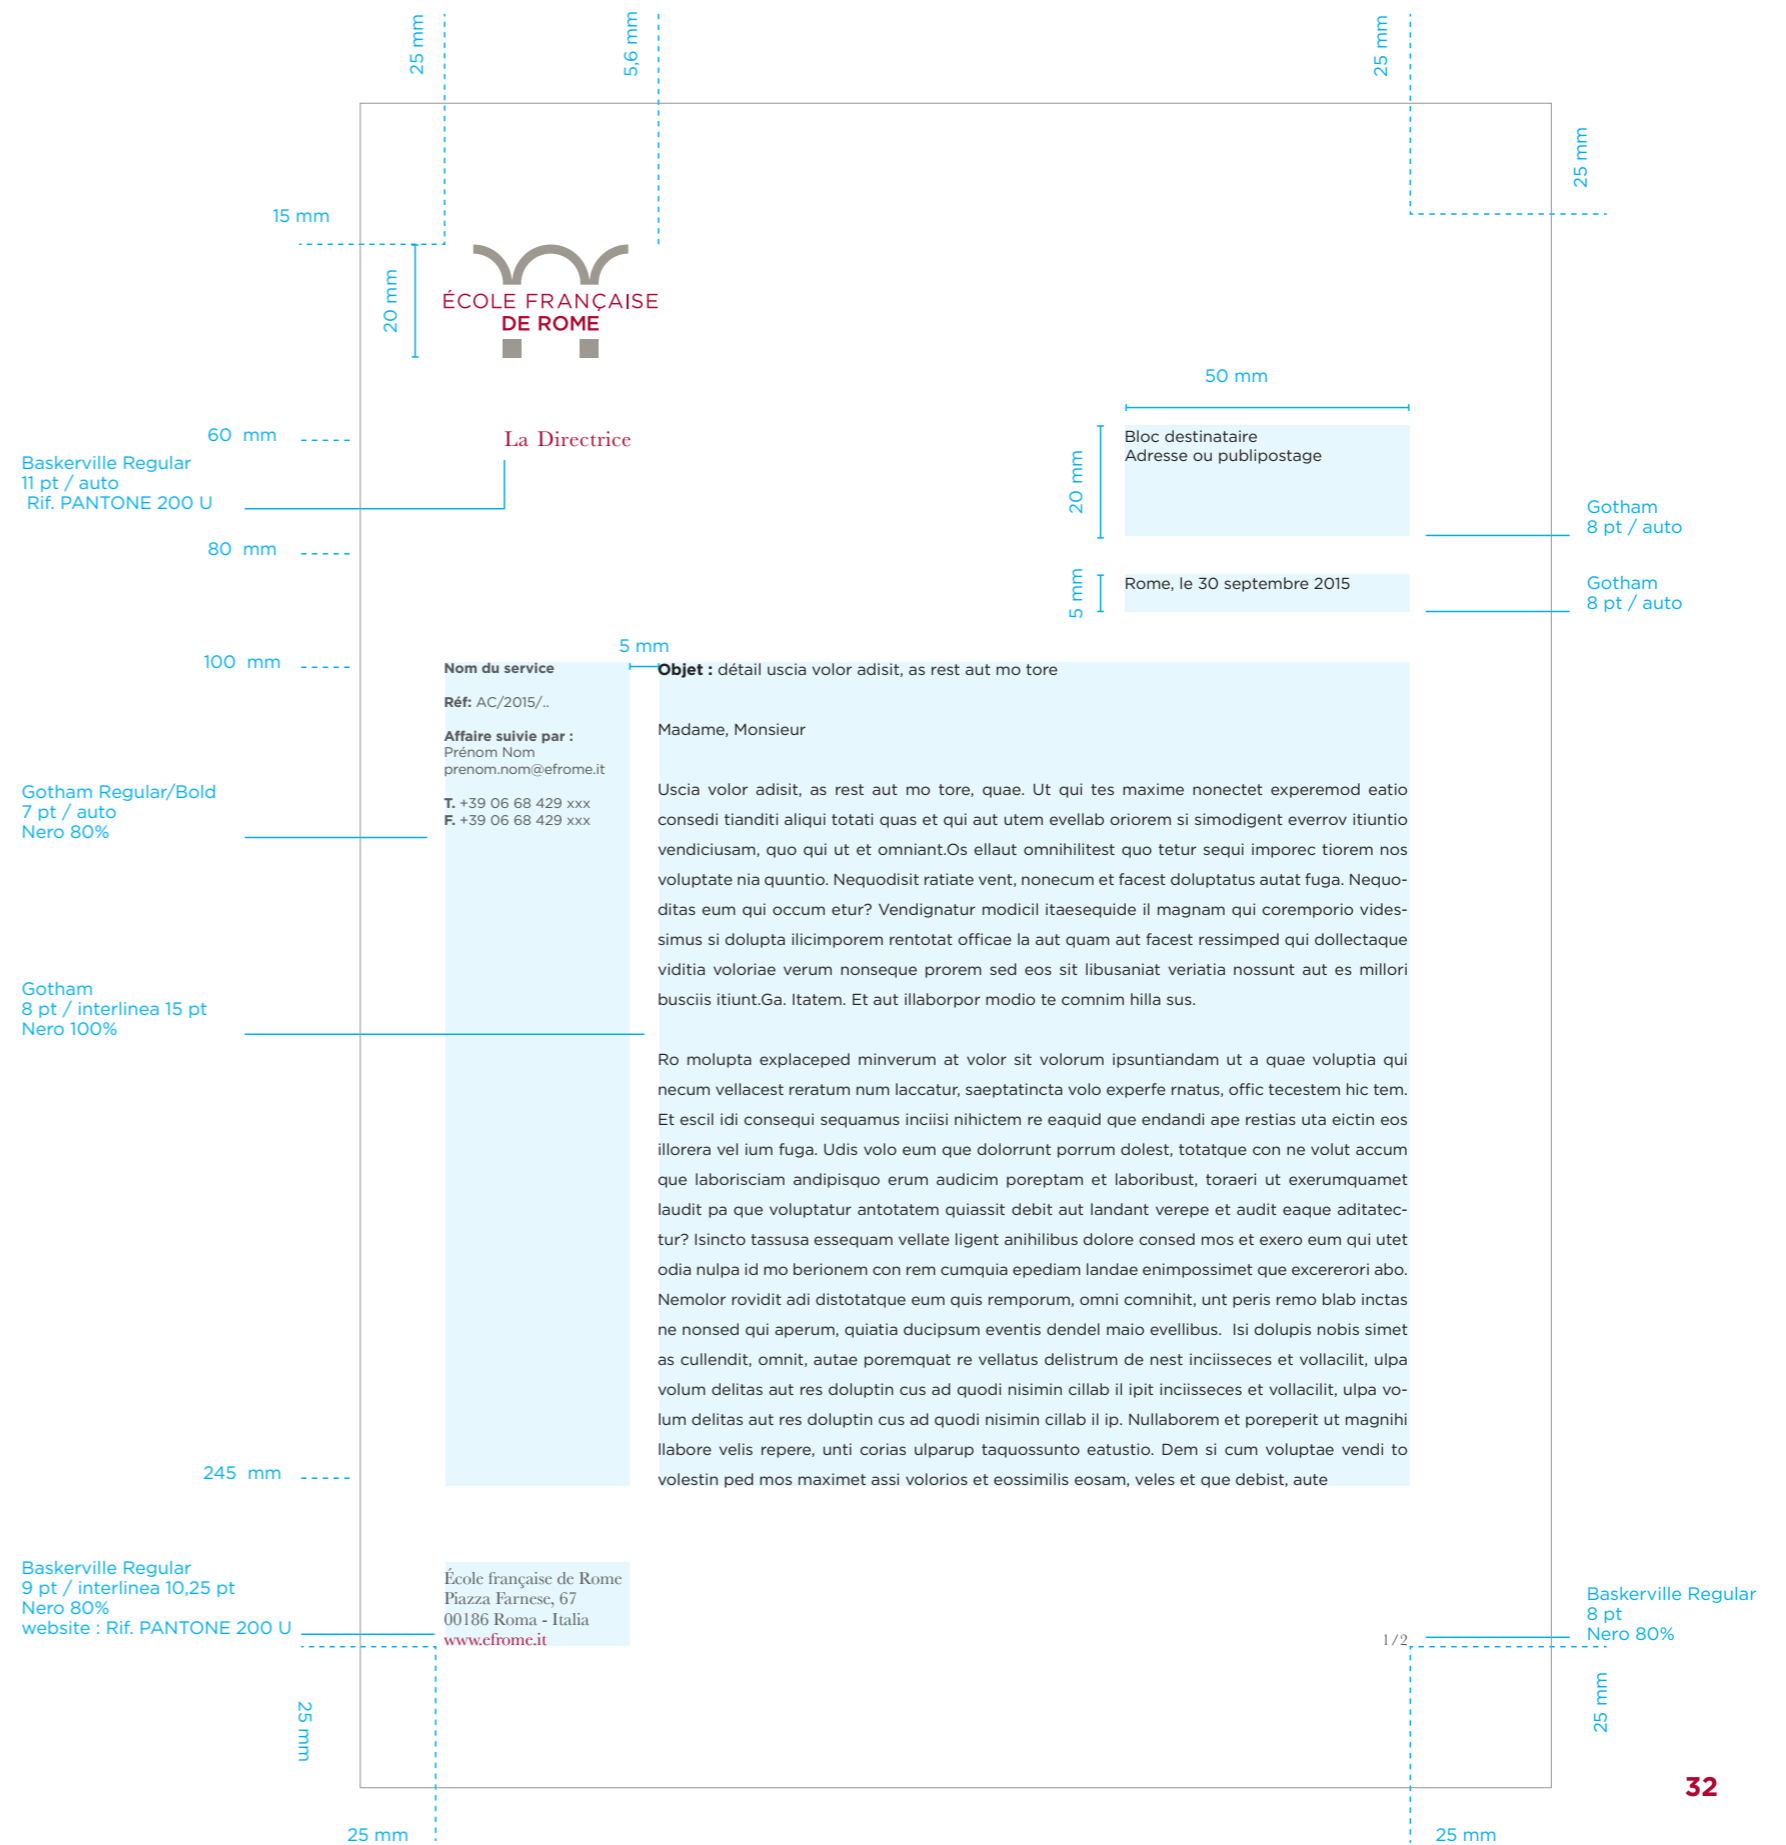 25 mm
5,6 mm
25 mm
25 mm
15 mm
20 mm
ÉCOLE FRANÇAISE
DE ROME
50 mm
60 mm
La Directrice
Bloc destinataire
Adresse ou publipostage
20 mm
Baskerville Regular
11 pt / auto
Rif. PANTONE 200 U
Gotham
8 pt / auto
80 mm
5 mm
Rome, le 30 septembre 2015
Gotham
8 pt / auto
5 mm
100 mm
Nom du service
Réf: AC/2015/..
Affaire suivie par :
Prénom Nom
prenom.nom@efrome.it
T. +39 06 68 429 xxx
F. +39 06 68 429 xxx
Gotham Regular/Bold
7 pt / auto
Nero 80%
Gotham
8 pt / interlinea 15 pt
Nero 100%
Objet : détail uscia volor adisit, as rest aut mo tore
Madame, Monsieur
Uscia volor adisit, as rest aut mo tore, quae. Ut qui tes maxime nonectet experemod eatio
consedi tianditi aliqui totati quas et qui aut utem evellab oriorem si simodigent everrov itiuntio
vendiciusam, quo qui ut et omniant.Os ellaut omnihilitest quo tetur sequi imporec tiorem nos
voluptate nia quuntio. Nequodisit ratiate vent, nonecum et facest doluptatus autat fuga. Nequo-
ditas eum qui occum etur? Vendignatur modicil itaesequide il magnam qui coremporio vides-
simus si dolupta ilicimporem rentotat officae la aut quam aut facest ressimped qui dollectaque
viditia voloriae verum nonseque prorem sed eos sit libusaniat veriatia nossunt aut es millori
busciis itiunt.Ga. Itatem. Et aut illaborpor modio te comnim hilla sus.
Ro molupta explaceped minverum at volor sit volorum ipsuntiandam ut a quae voluptia qui
necum vellacest reratum num laccatur, saeptatincta volo experfe rnatus, offic tecestem hic tem.
Et escil idi consequi sequamus inciisi nihictem re eaquid que endandi ape restias uta eictin eos
illorera vel ium fuga. Udis volo eum que dolorrunt porrum dolest, totatque con ne volut accum
que laborisciam andipisquo erum audicim poreptam et laboribust, toraeri ut exerumquamet
laudit pa que voluptatur antotatem quiassit debit aut landant verepe et audit eaque aditatec-
tur? Isincto tassusa essequam vellate ligent anihilibus dolore consed mos et exero eum qui utet
odia nulpa id mo berionem con rem cumquia epediam landae enimpossimet que excererori abo.
Nemolor rovidit adi distotatque eum quis remporum, omni comnihit, unt peris remo blab inctas
ne nonsed qui aperum, quiatia ducipsum eventis dendel maio evellibus.  Isi dolupis nobis simet
as cullendit, omnit, autae poremquat re vellatus delistrum de nest inciisseces et vollacilit, ulpa
volum delitas aut res doluptin cus ad quodi nisimin cillab il ipit inciisseces et vollacilit, ulpa vo-
lum delitas aut res doluptin cus ad quodi nisimin cillab il ip. Nullaborem et poreperit ut magnihi
llabore velis repere, unti corias ulparup taquossunto eatustio. Dem si cum voluptae vendi to
volestin ped mos maximet assi volorios et eossimilis eosam, veles et que debist, aute
245 mm
Baskerville Regular
9 pt / interlinea 10,25 pt
Nero 80%
website : Rif. PANTONE 200 U
École française de Rome
Piazza Farnese, 67
00186 Roma - Italia
www.efrome.it
1/2
Baskerville Regular
8 pt
Nero 80%
25 mm
25 mm
32
25 mm
25 mm